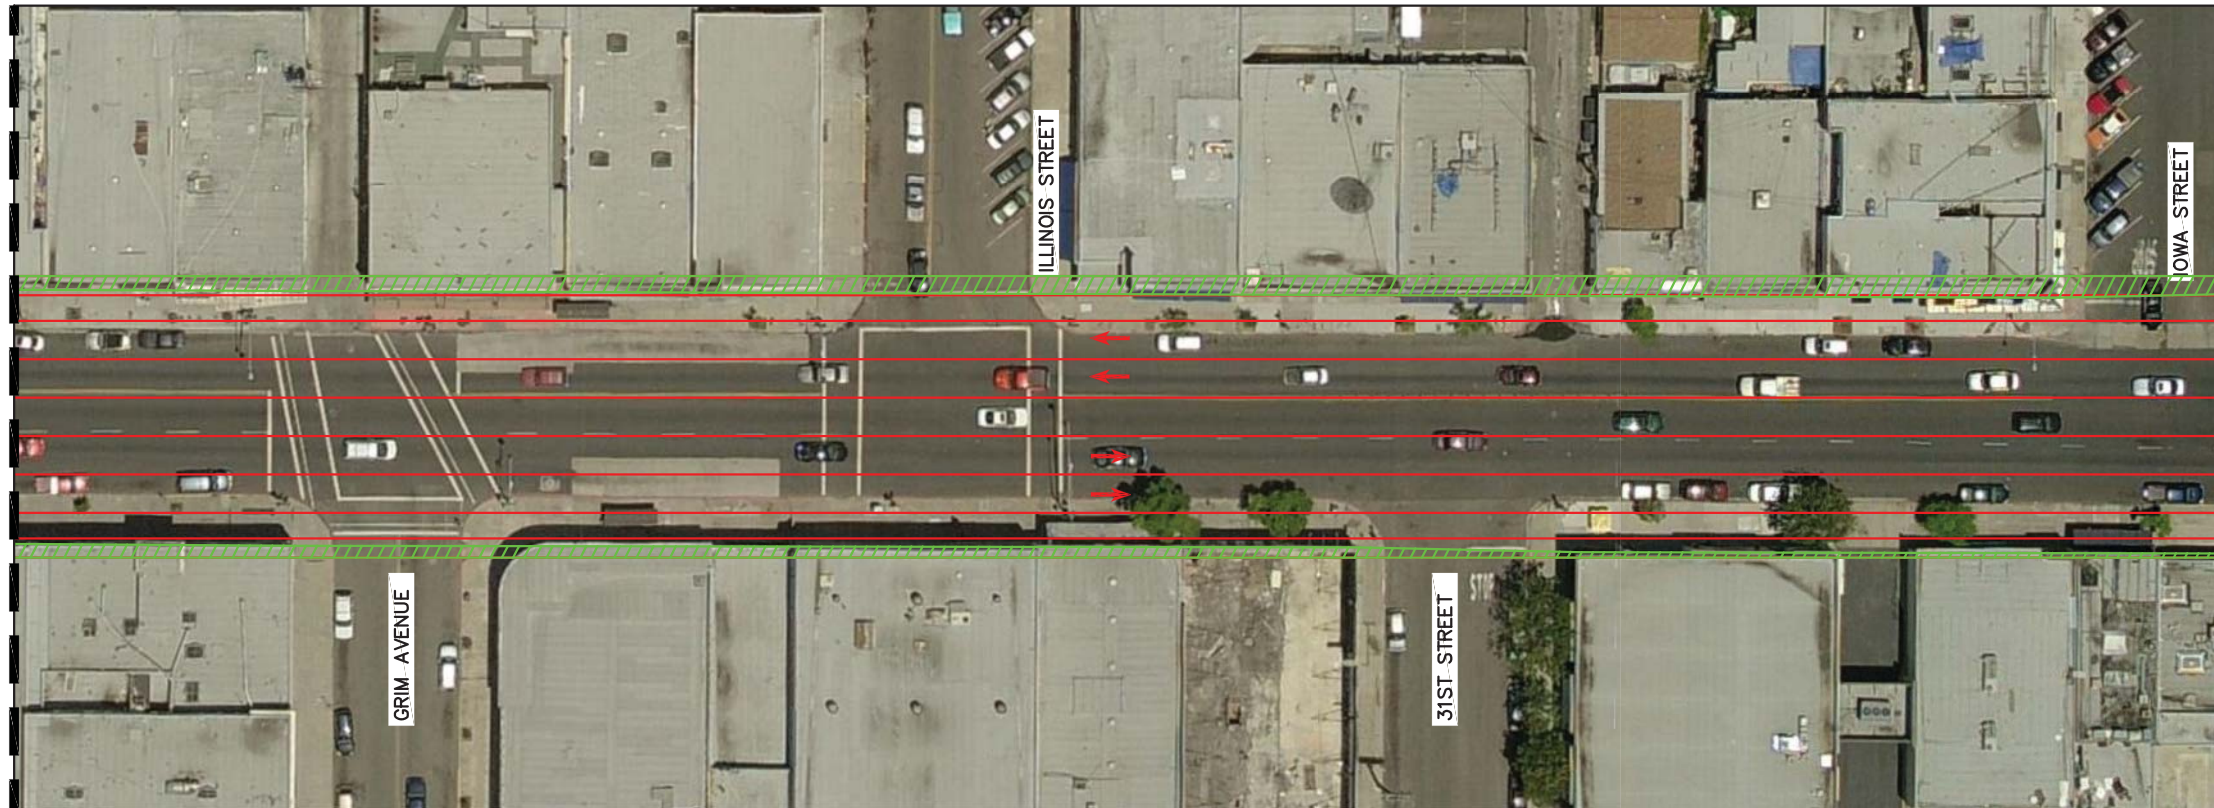 ILLINOIS STREET
IOWA STREET
GRIM AVENUE
31ST STREET
STOP